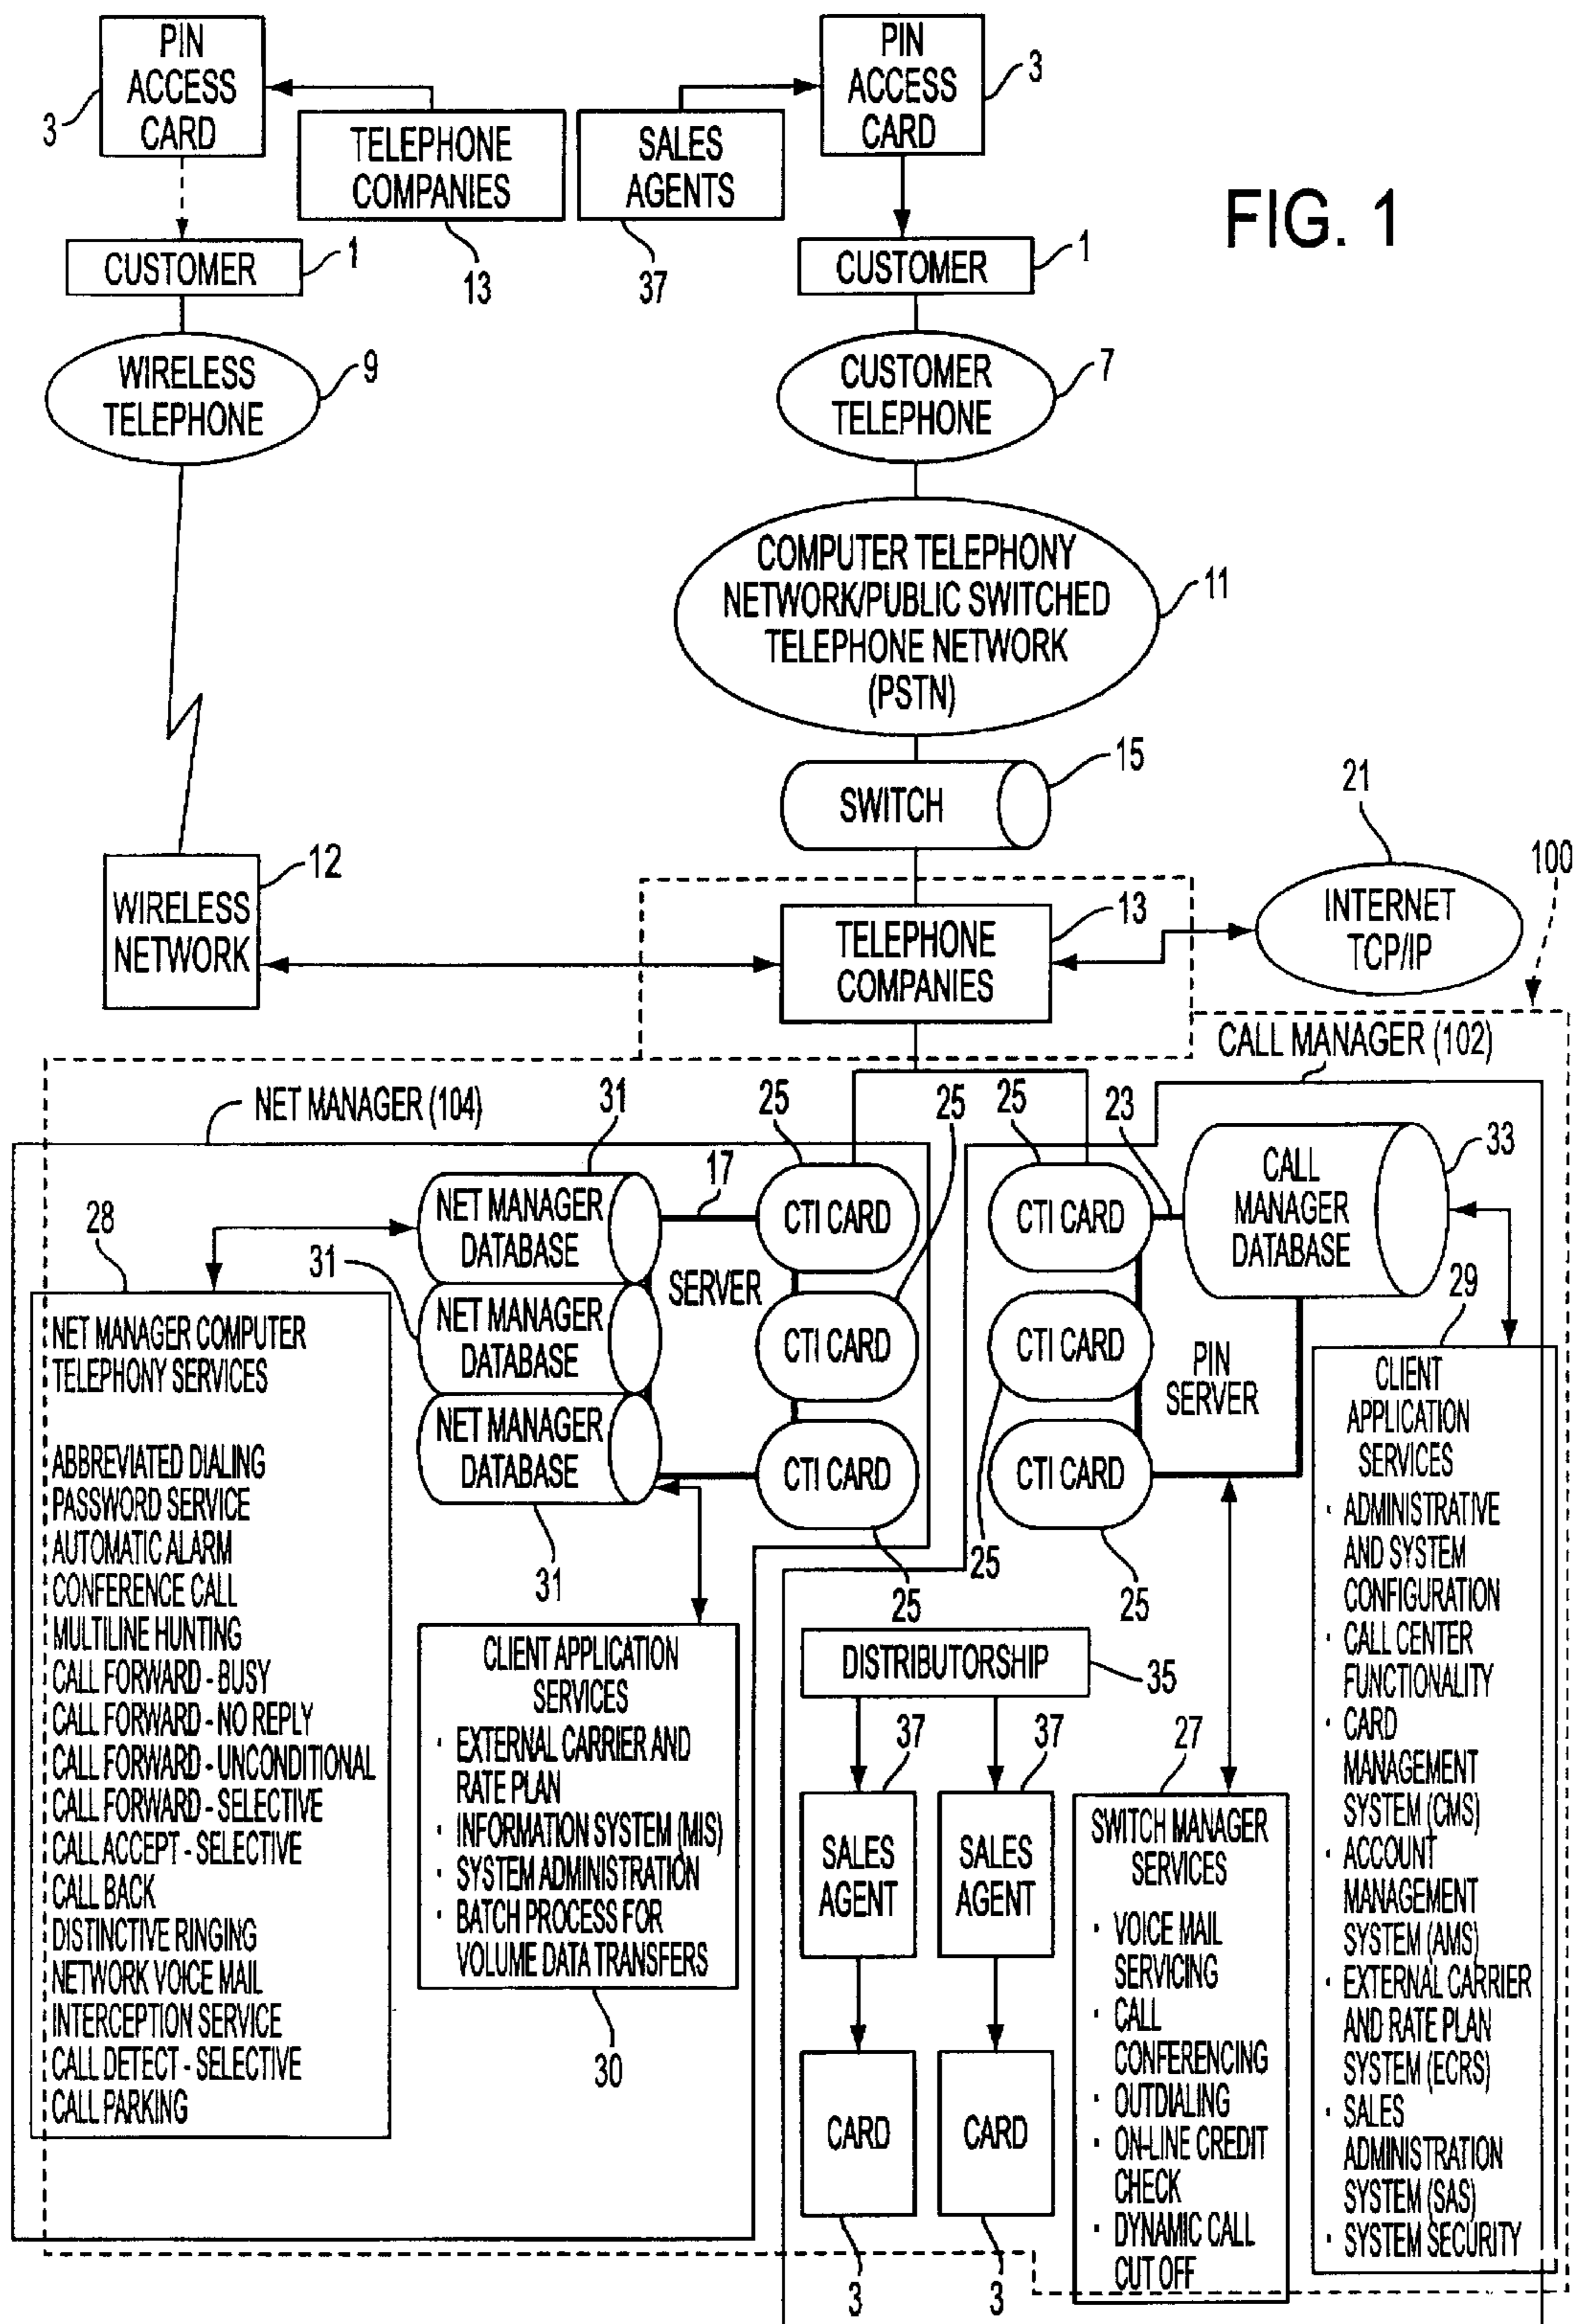 PIN
ACCESS
CARD
3
TELEPHONE
COMPANIES
13
SALES
AGENTS
37
PIN
ACCESS
CARD
3
FIG. 1
CUSTOMER
1
CUSTOMER
1
WIRELESS
TELEPHONE
9
CUSTOMER
TELEPHONE
7
COMPUTER TELEPHONY
NETWORK/PUBLIC SWITCHED
TELEPHONE NETWORK
(PSTN)
11
SWITCH
15
WIRELESS
NETWORK
12
TELEPHONE
COMPANIES
13
INTERNET
TCP/IP
21
100
CALL MANAGER (102)
NET MANAGER (104)
31
25
25
25
23
33
NET MANAGER
DATABASE
17
CTI CARD
CTI CARD
CALL
MANAGER
DATABASE
28
31
NET MANAGER
DATABASE
SERVER
CTI CARD
CTI CARD
PIN
SERVER
29
NET MANAGER
DATABASE
CTI CARD
CTI CARD
31
25
25
25
NET MANAGER COMPUTER
TELEPHONY SERVICES
ABBREVIATED DIALING
PASSWORD SERVICE
AUTOMATIC ALARM
CONFERENCE CALL
MULTILINE HUNTING
CALL FORWARD - BUSY
CALL FORWARD - NO REPLY
CALL FORWARD - UNCONDITIONAL
CALL FORWARD - SELECTIVE
CALL ACCEPT - SELECTIVE
CALL BACK
DISTINCTIVE RINGING
NETWORK VOICE MAIL
INTERCEPTION SERVICE
CALL DETECT - SELECTIVE
CALL PARKING
CLIENT APPLICATION
SERVICES
· EXTERNAL CARRIER AND
RATE PLAN
· INFORMATION SYSTEM (MIS)
· SYSTEM ADMINISTRATION
· BATCH PROCESS FOR
VOLUME DATA TRANSFERS
30
DISTRIBUTORSHIP
35
37
37
SALES
AGENT
SALES
AGENT
CARD
CARD
3
3
27
SWITCH MANAGER
SERVICES
· VOICE MAIL
SERVICING
· CALL
CONFERENCING
· OUTDIALING
· ON-LINE CREDIT
CHECK
· DYNAMIC CALL
CUT OFF
CLIENT
APPLICATION
SERVICES
· ADMINISTRATIVE
AND SYSTEM
CONFIGURATION
· CALL CENTER
FUNCTIONALITY
· CARD
MANAGEMENT
SYSTEM (CMS)
· ACCOUNT
MANAGEMENT
SYSTEM (AMS)
· EXTERNAL CARRIER
AND RATE PLAN
SYSTEM (ECRS)
· SALES
ADMINISTRATION
SYSTEM (SAS)
· SYSTEM SECURITY